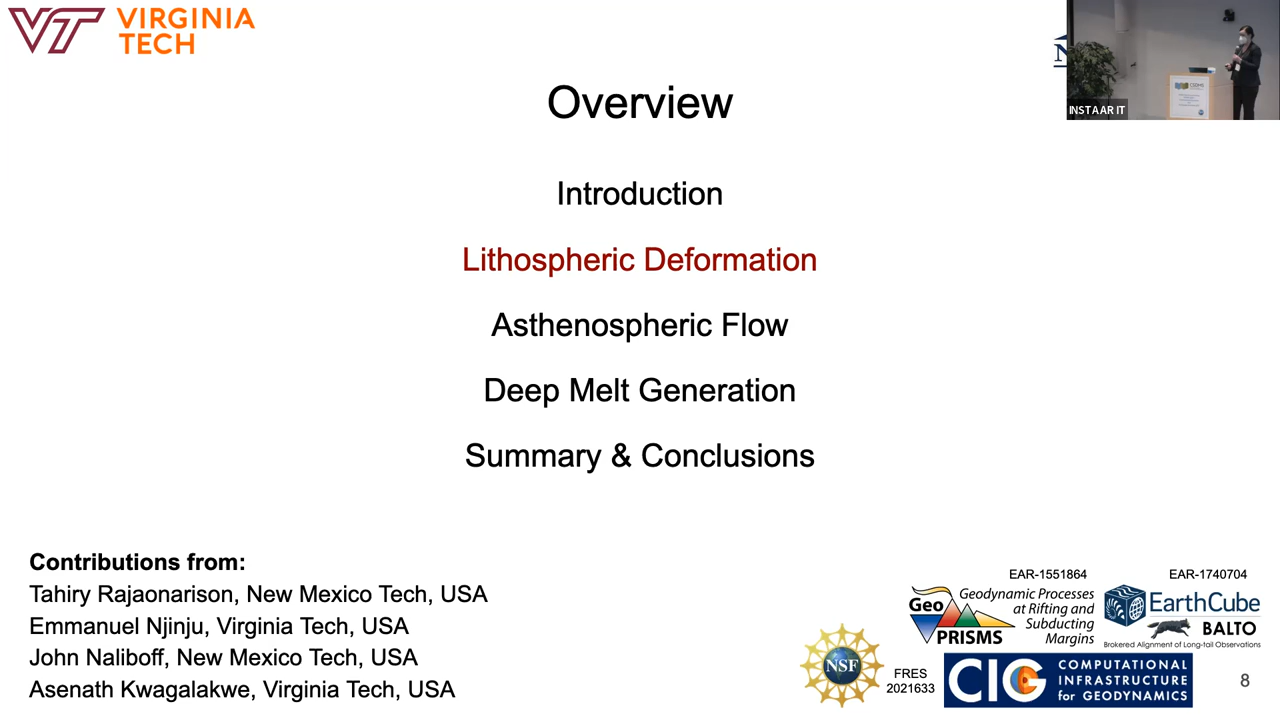 VT VIRGINIA
TECH
INSTAAR IT
Overview
Introduction
Lithospheric Deformation
Asthenospheric Flow
Deep Melt Generation
Summary & Conclusions
Contributions from:
Tahiry Rajaonarison, New Mexico Tech, USA
Emmanuel Njinju, Virginia Tech, USA
John Naliboff, New Mexico Tech, USA
Asenath Kwagalakwe, Virginia Tech, USA
EAR-1551864
Geo
PRISMS
Geodynamic Processes
at Rifting and
Subducting
Margins
EAR-1740704
EarthCube
BALTO
Brokered Alignment of Long-tail Observations
NSF
FRES
2021633
CIG
COMPUTATIONAL
INFRASTRUCTURE
for GEODYNAMICS
8